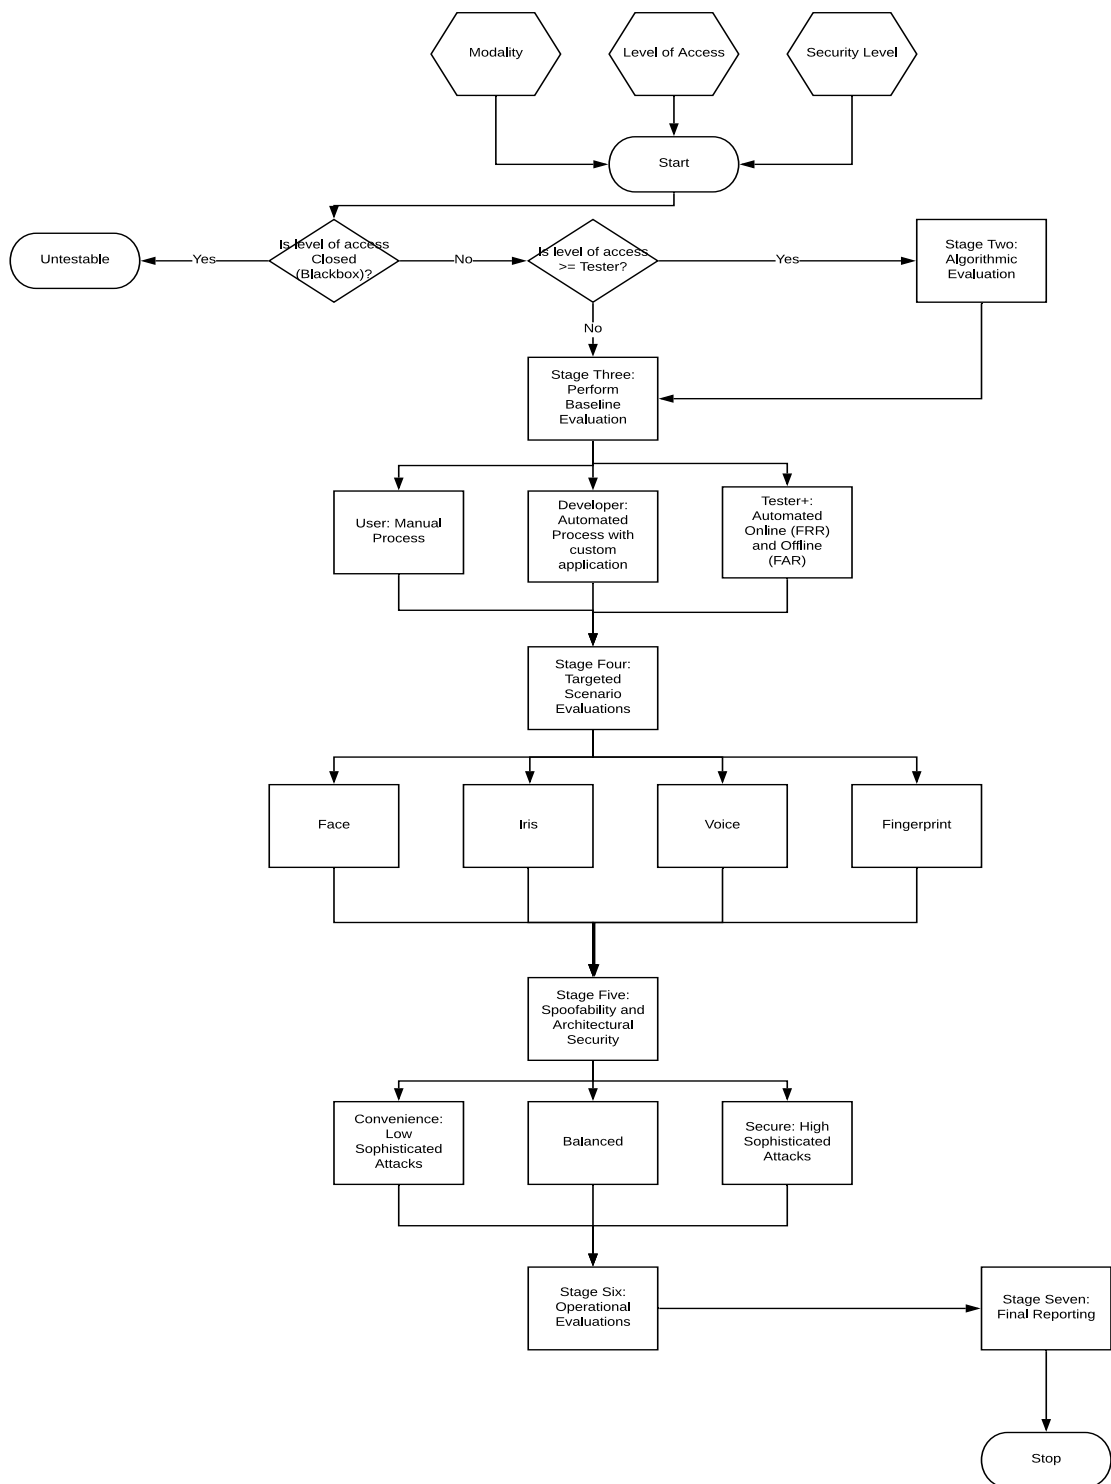 Modality
Level of Access
Security Level
Start
Untestable
Yes
Is level of access
Closed
(Blackbox)?
No
Is level of access
>= Tester?
Yes
Stage Two:
Algorithmic
Evaluation
No
Stage Three:
Perform
Baseline
Evaluation
User: Manual
Process
Developer:
Automated
Process with
custom
application
Tester+:
Automated
Online (FRR)
and Offline
(FAR)
Stage Four:
Targeted
Scenario
Evaluations
Face
Iris
Voice
Fingerprint
Stage Five:
Spoofability and
Architectural
Security
Convenience:
Low
Sophisticated
Attacks
Balanced
Secure: High
Sophisticated
Attacks
Stage Six:
Operational
Evaluations
Stage Seven:
Final Reporting
Stop